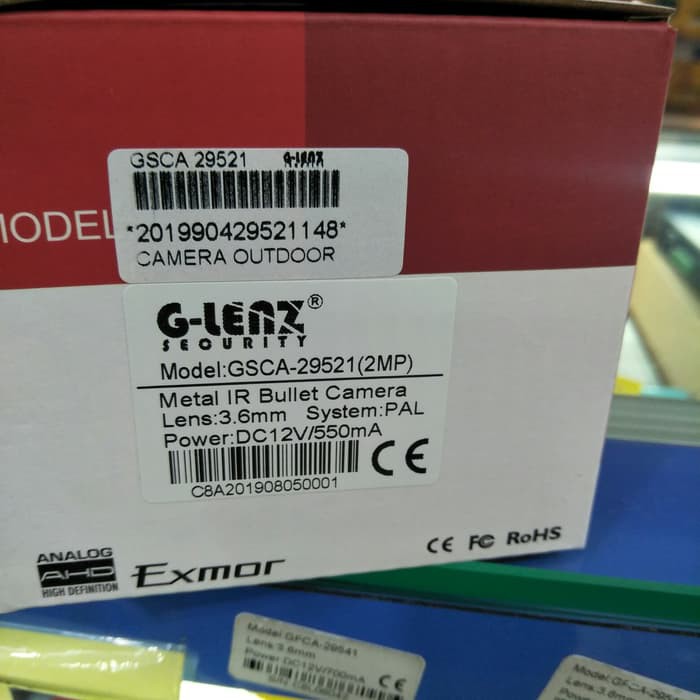 GSCA 29521 G-LENZ
*201990429521148*
CAMERA OUTDOOR
MODEL
G-LENZ®
SECURITY
Model:GSCA-29521(2MP)
Metal IR Bullet Camera
Lens:3.6mm System:PAL
Power:DC12V/550mA
CE
C8A201908050001
ANALOG
AHD
HIGH DEFINITION
Exmor
CE FC RoHS
Model GFCA-29541
Lens:3.6mm
Power DC12V/700mA CE